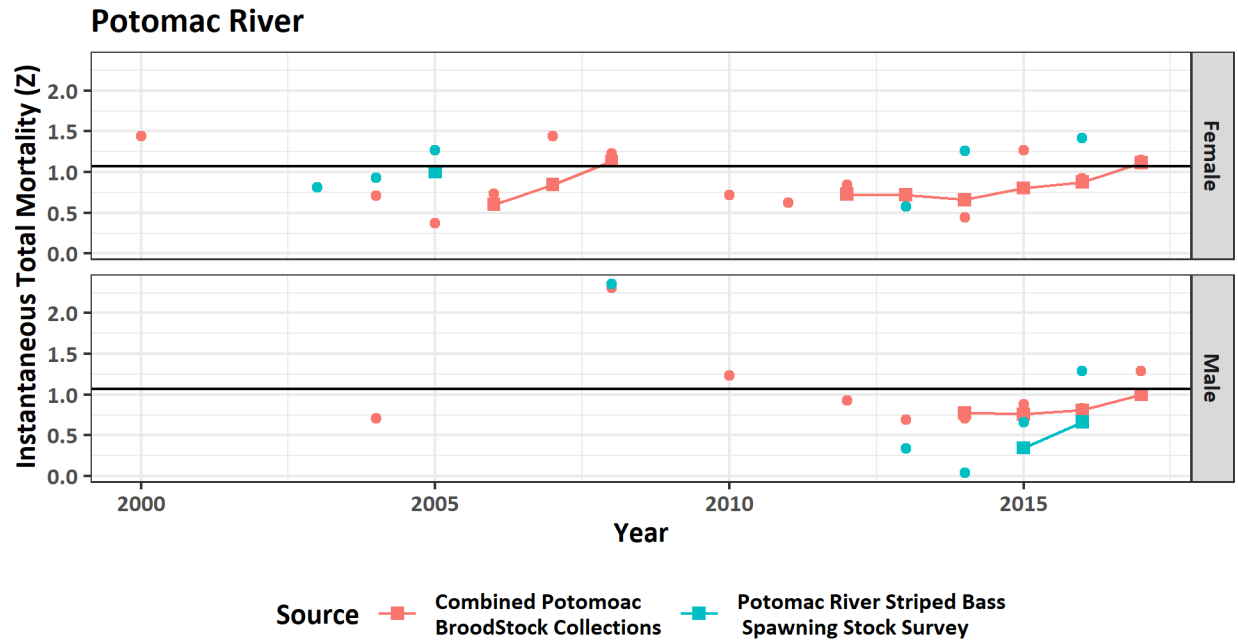 Potomac River
Instantaneous Total Mortality (Z)
2.0
1.5
1.0
0.5
0.0
Female
2.0
1.5
1.0
0.5
0.0
Male
2000
2005
2010
2015
Year
Source
Combined Potomoac
BroodStock Collections
Potomac River Striped Bass
Spawning Stock Survey